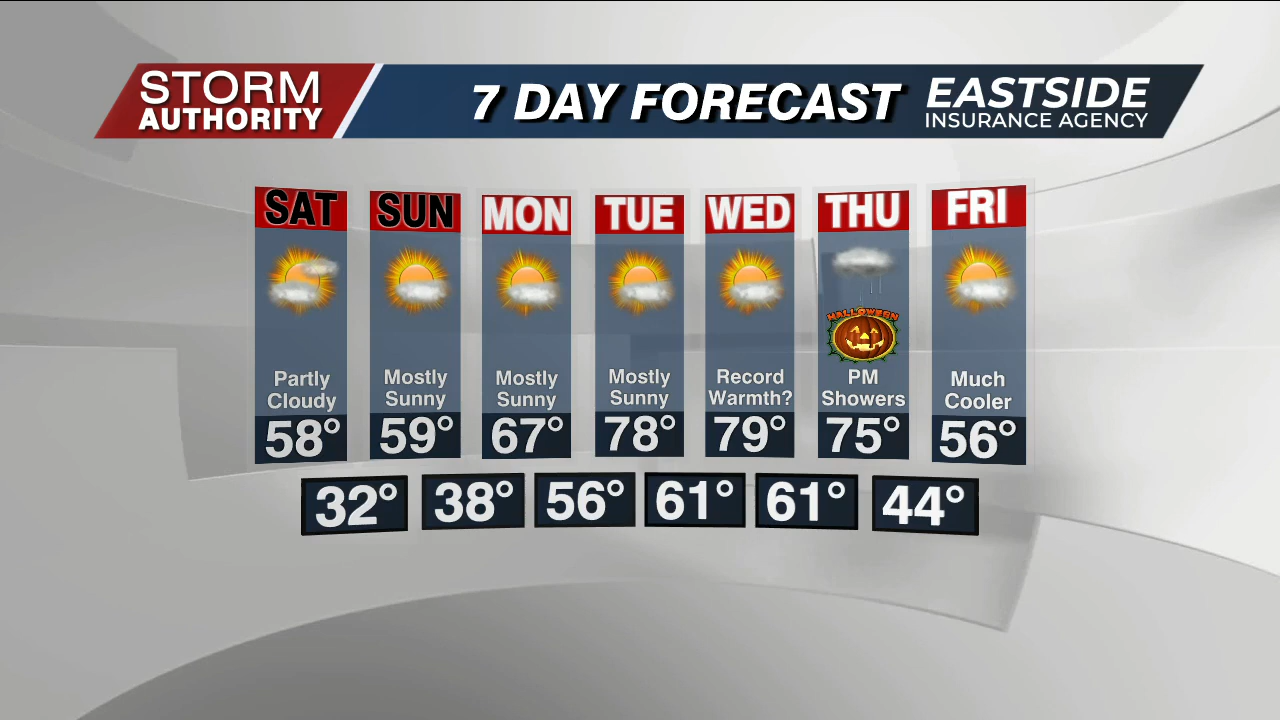 STORM
AUTHORITY
7 DAY FORECAST
EASTSIDE
INSURANCE AGENCY
SAT
SUN
MON
TUE
WED
THU
FRI
HALLOWEEN
Partly
Cloudy
Mostly
Sunny
Mostly
Sunny
Mostly
Sunny
Record
Warmth?
PM
Showers
Much
Cooler
58°
59°
67°
78°
79°
75°
56°
32°
38°
56°
61°
61°
44°